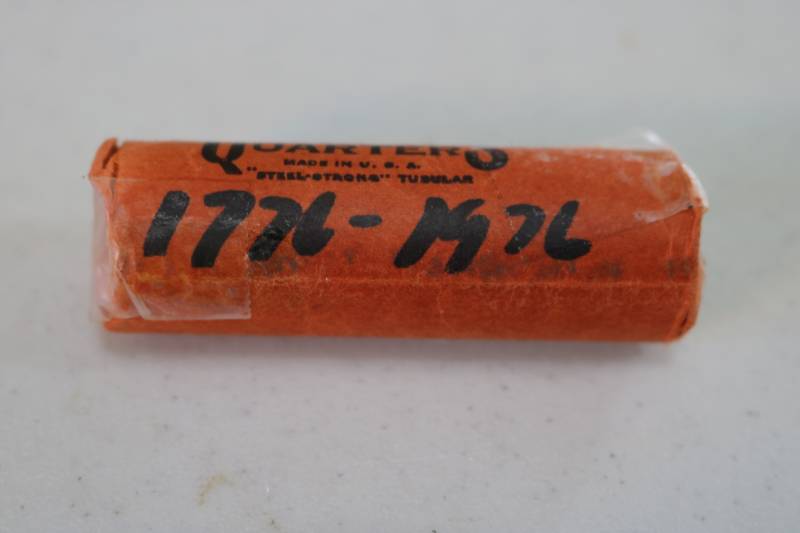 QUARTERS
MADE IN U. S. A.
"STEEL-STRONG" TUBULAR
1776-1976